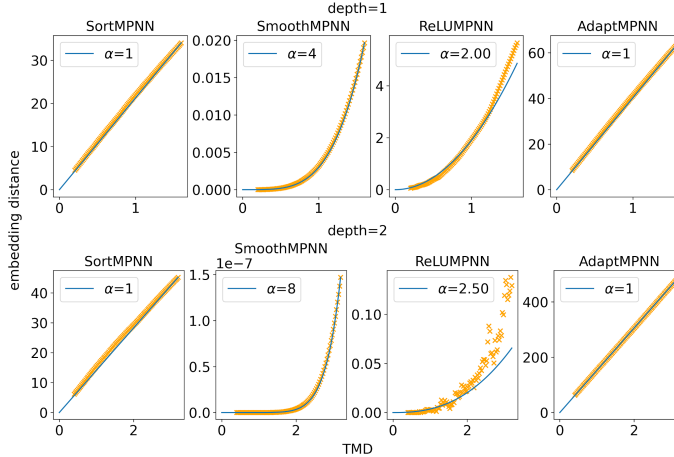 depth=1
SortMPNN
SmoothMPNN
ReLUMPNN
AdaptMPNN
α=1
α=4
α=2.00
α=1
30
20
10
0
0.020
0.015
0.010
0.005
0.000
4
2
0
60
40
20
0
0 1
0 1
0 1
0 1
embedding distance
depth=2
SortMPNN
SmoothMPNN
ReLUMPNN
AdaptMPNN
1e−7
α=1
α=8
α=2.50
α=1
40
30
20
10
0
1.5
1.0
0.5
0.0
0.10
0.05
0.00
400
200
0
0 2
0 2
0 2
0 2
TMD